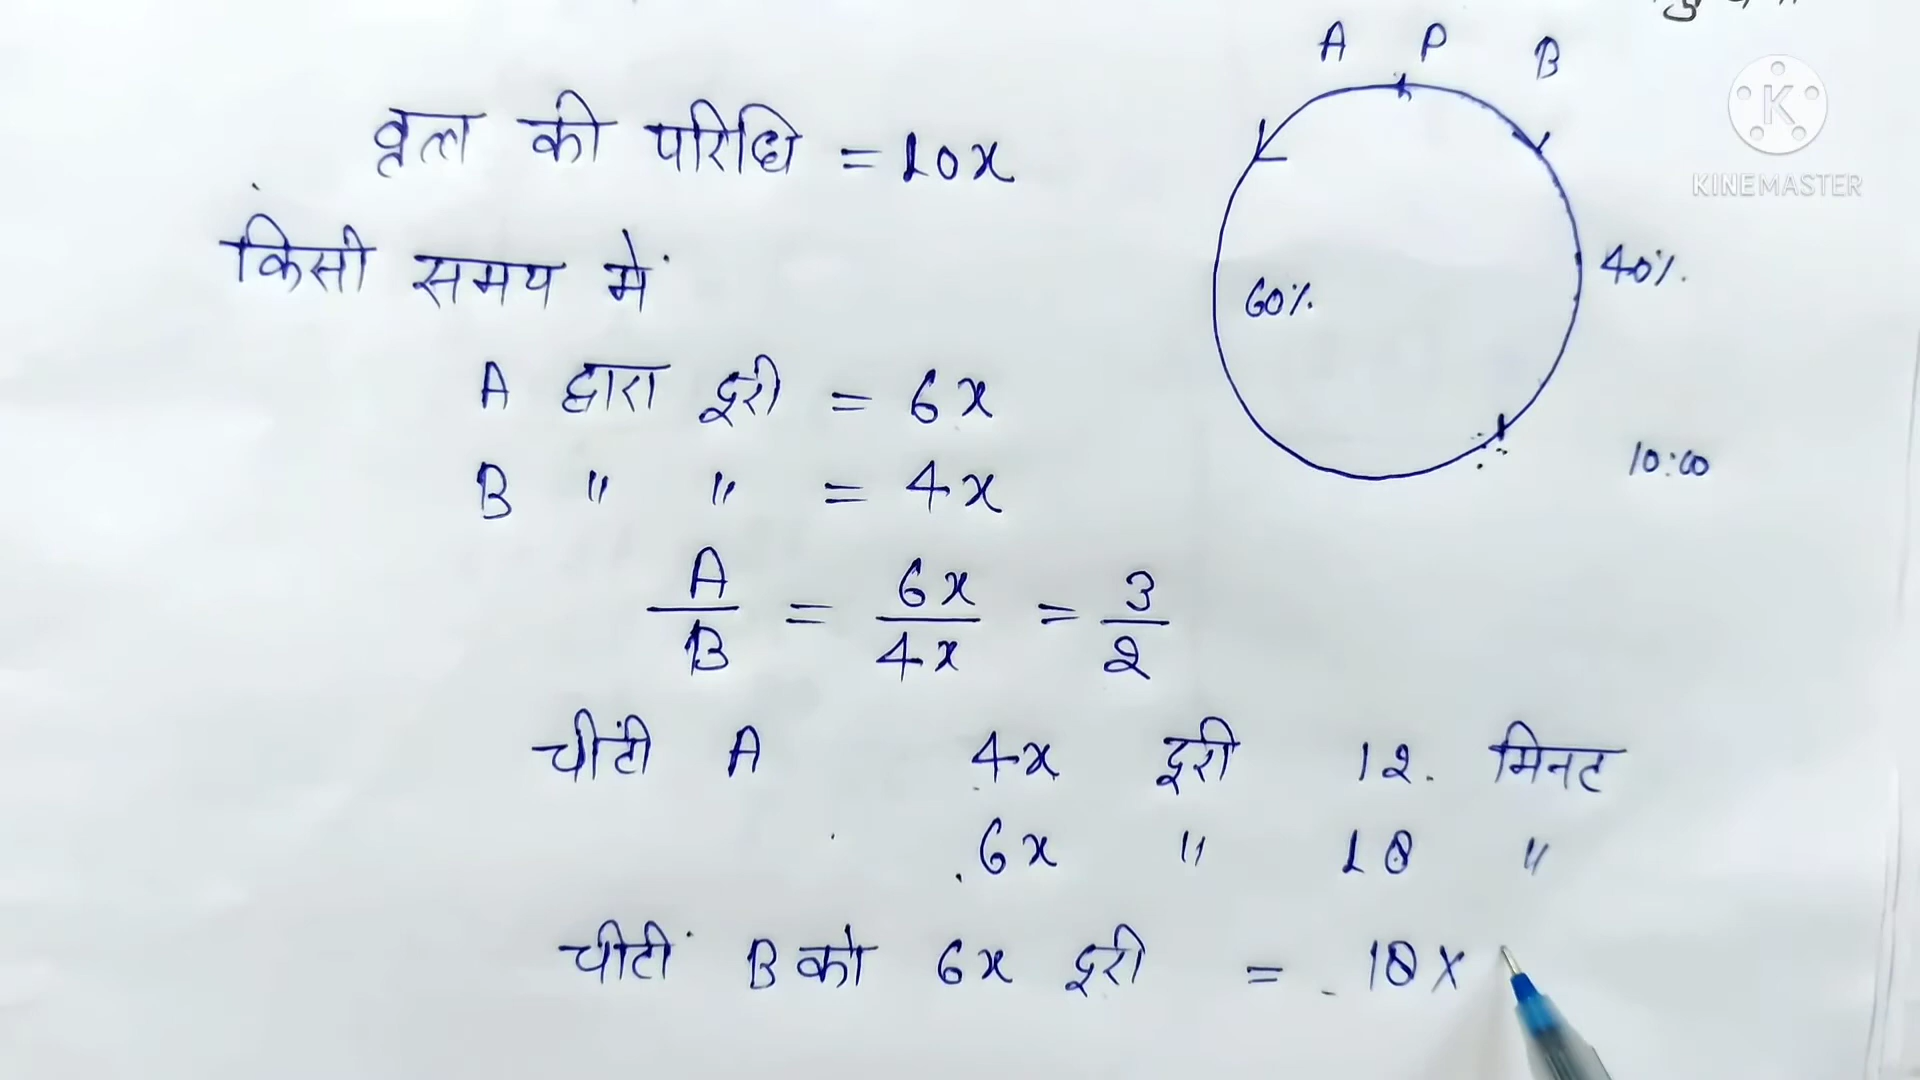 A P B
K
KINEMASTER
वृत्त की परिधि = 10x
किसी समय में
60% 40%
A द्वारा दूरी = 6x
B " " = 4x
10:00
A/B = 6x/4x = 3/2
चींटी A 4x दूरी 12. मिनट
6x " 18 "
चीटीं B को 6x दूरी = 18 x